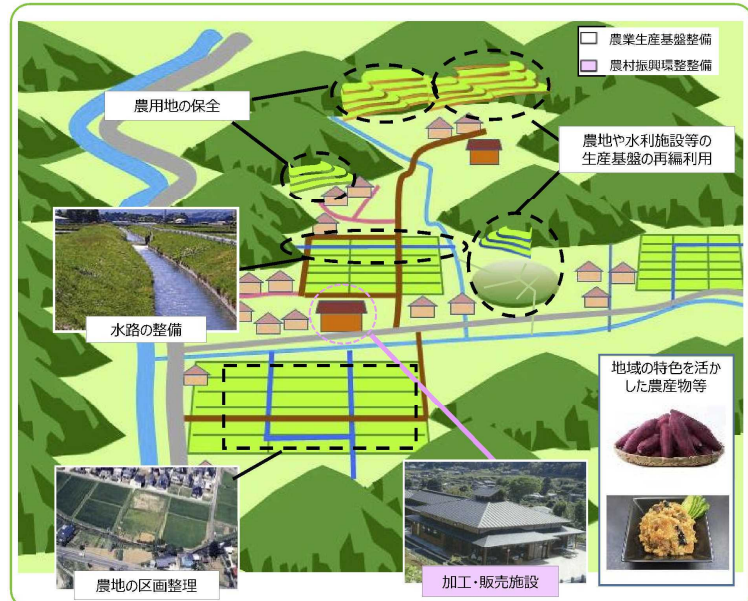 農業生産基盤整備
農村振興環整整備
農用地の保全
農地や水利施設等の
生産基盤の再編利用
水路の整備
地域の特色を活か
した農産物等
農地の区画整理
加工・販売施設